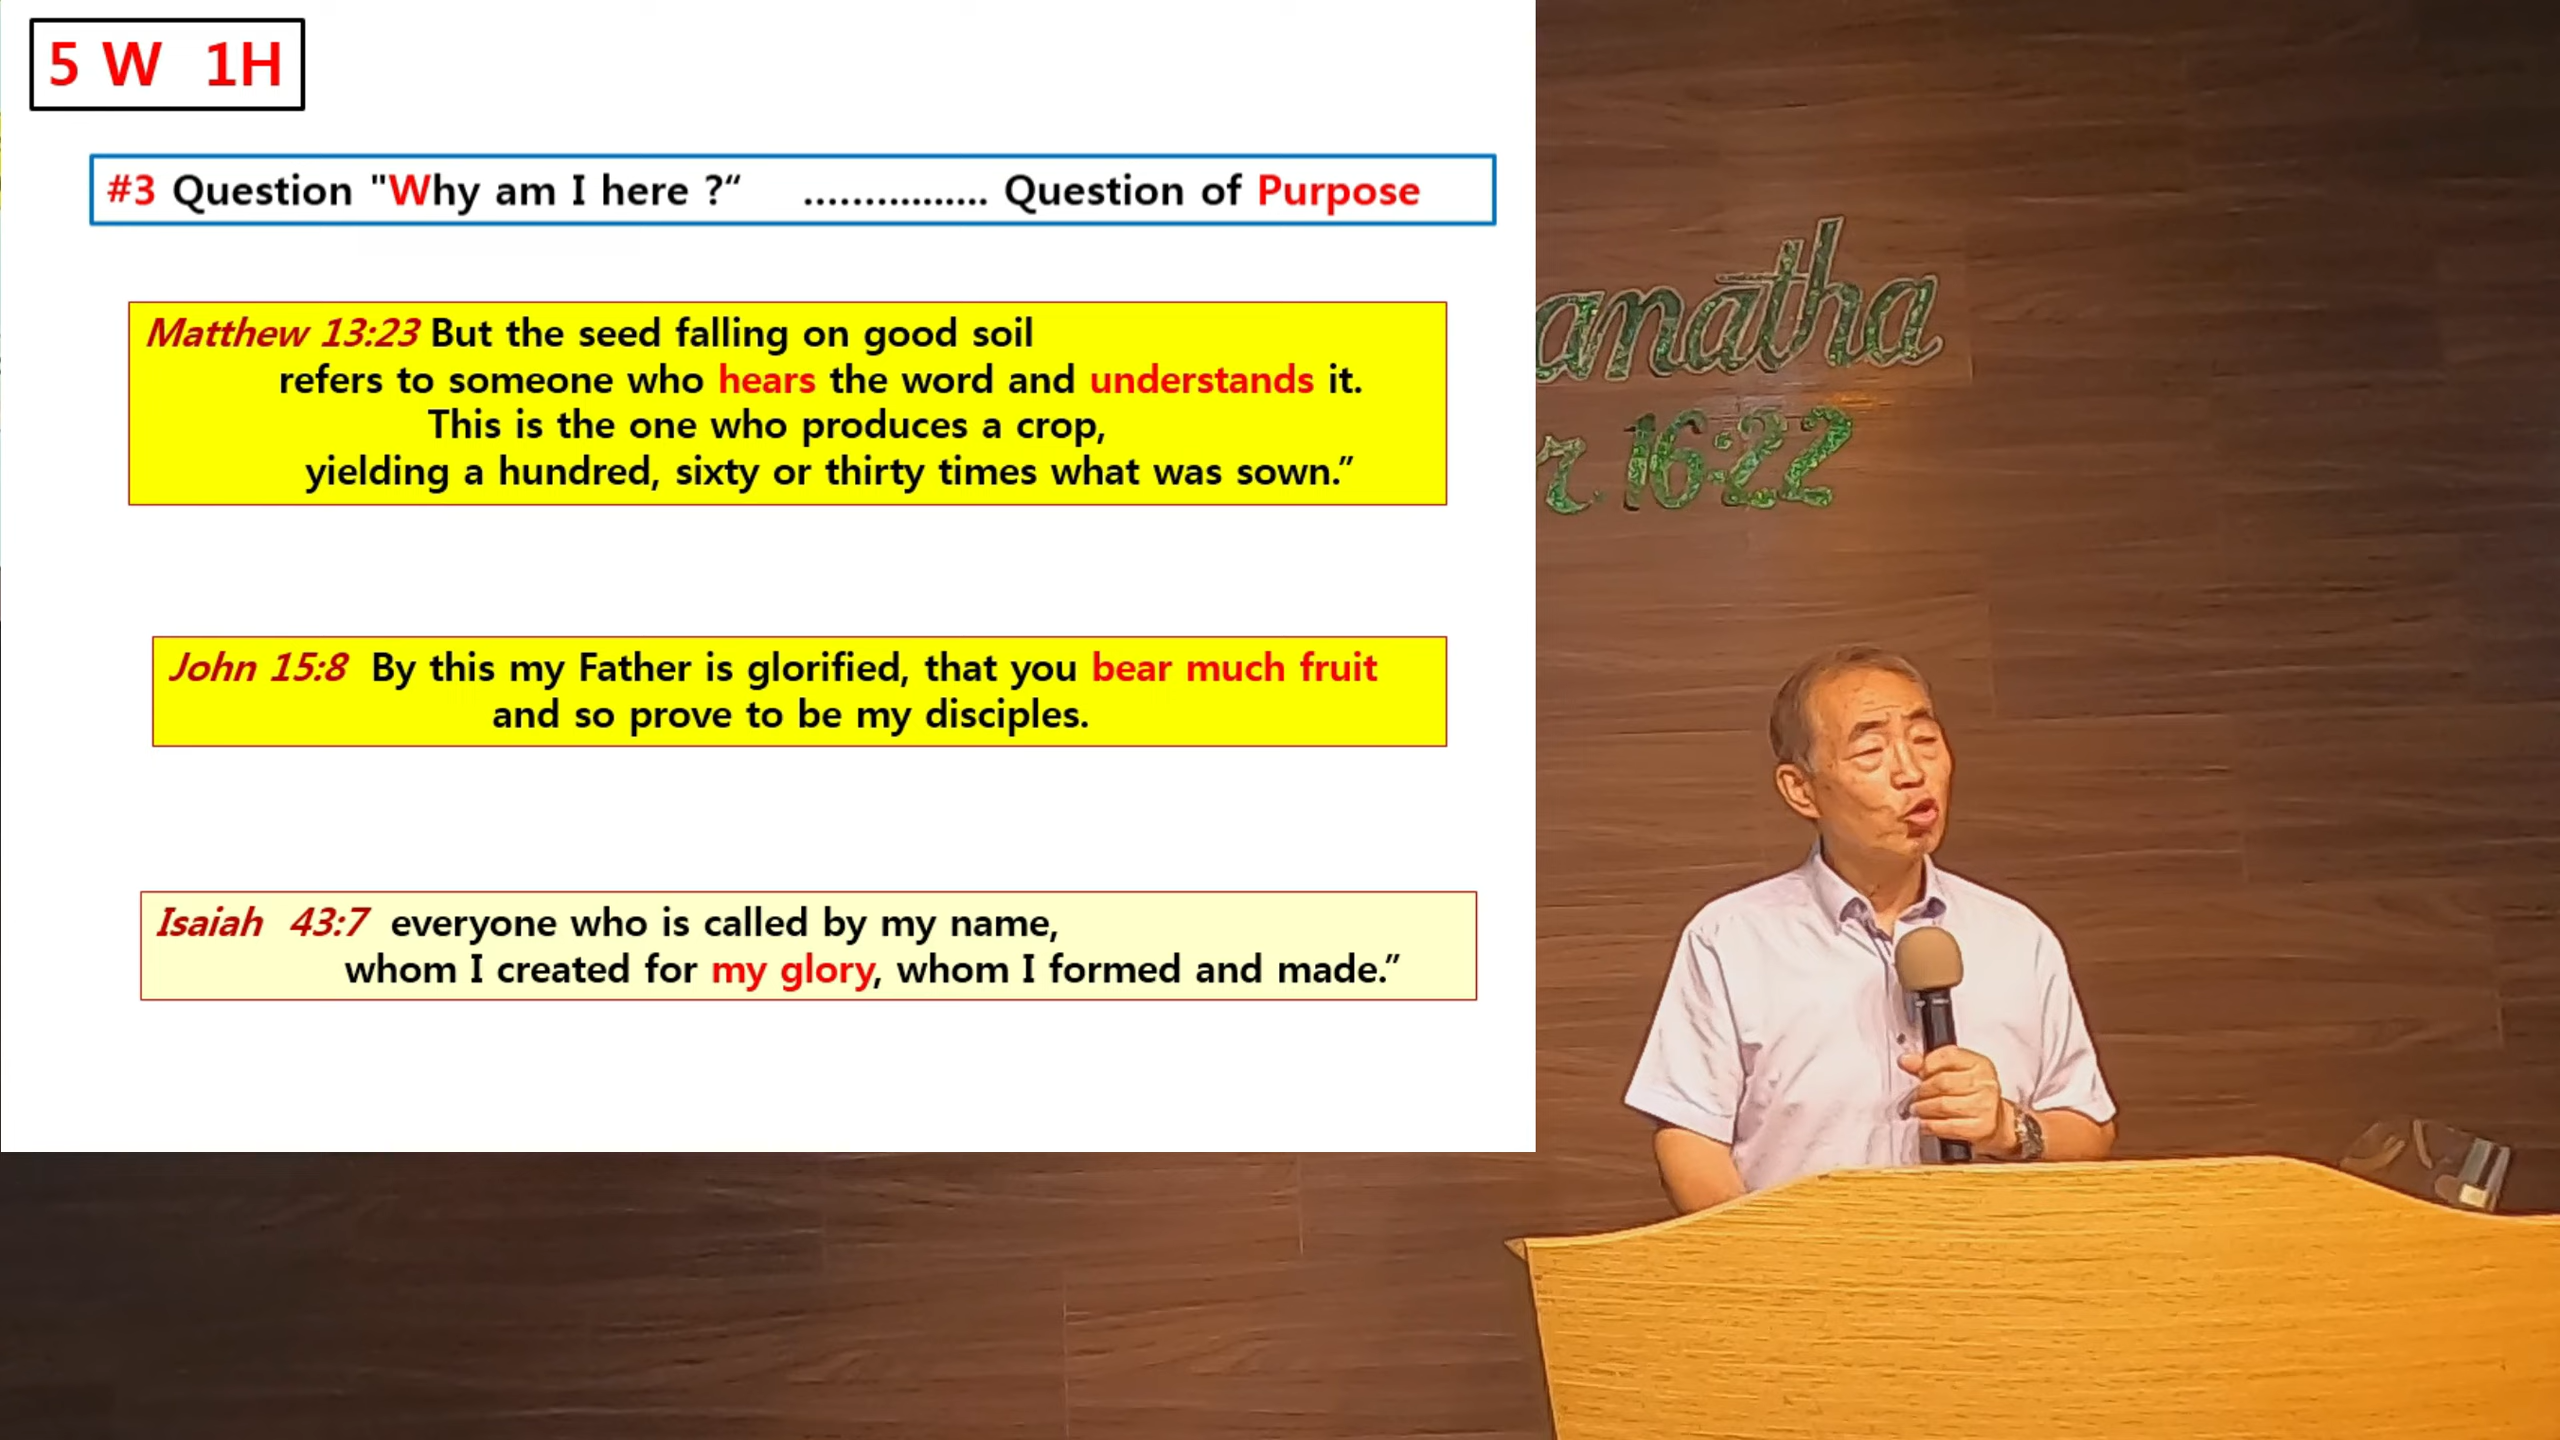 5 W 1H
#3 Question "Why am I here ?“ ................ Question of Purpose
Matthew 13:23 But the seed falling on good soil
refers to someone who hears the word and understands it.
This is the one who produces a crop,
yielding a hundred, sixty or thirty times what was sown.”
John 15:8 By this my Father is glorified, that you bear much fruit
and so prove to be my disciples.
Isaiah 43:7 everyone who is called by my name,
whom I created for my glory, whom I formed and made.”
anatha
r 16:22